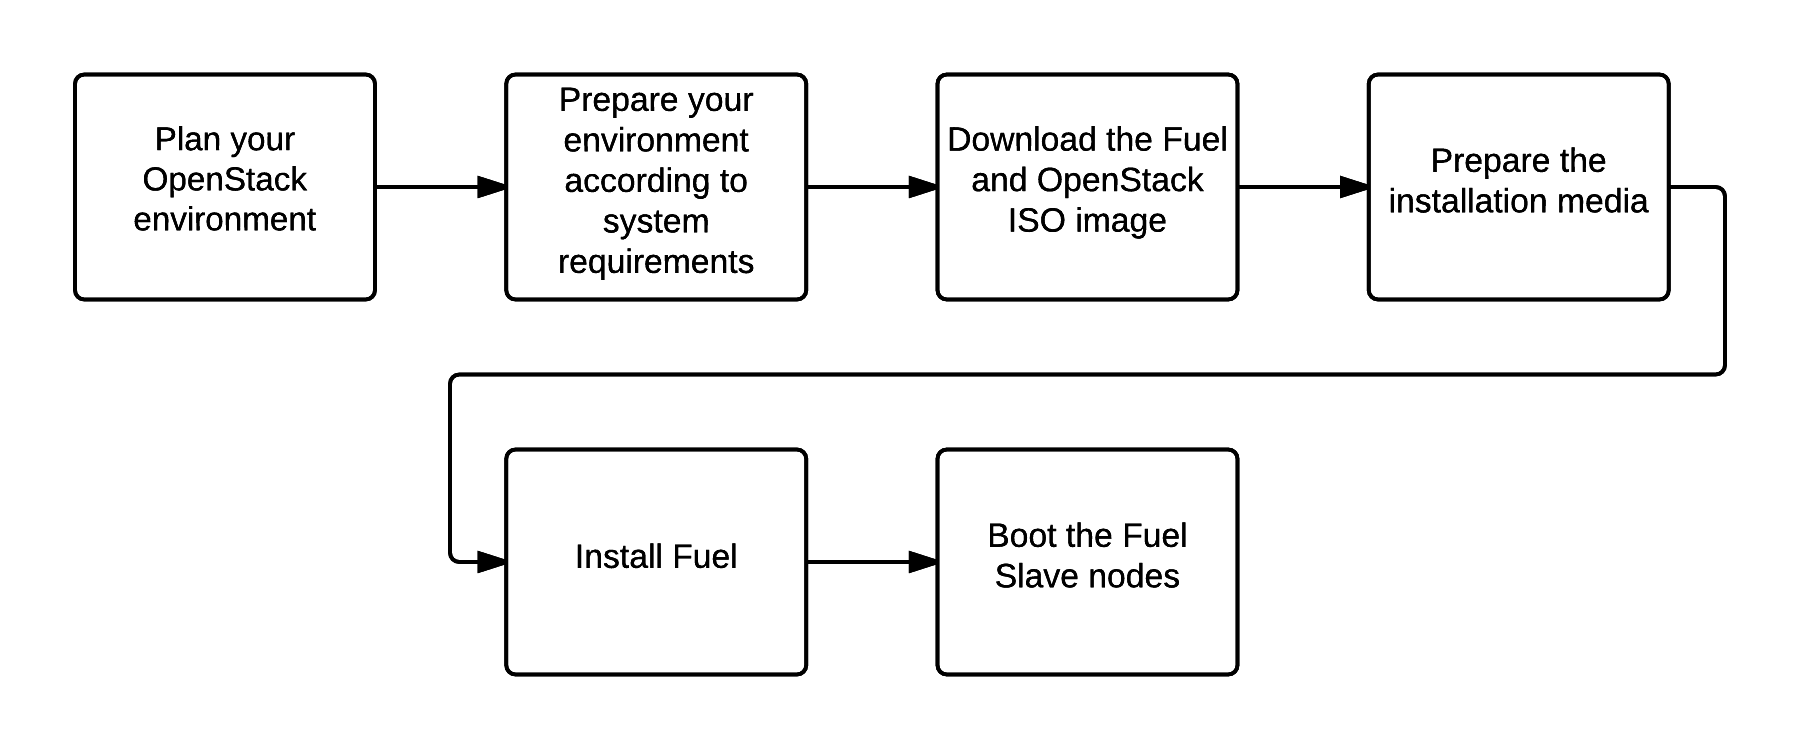 Plan your
OpenStack
environment
Prepare your
environment
according to
system
requirements
Download the Fuel
and OpenStack
ISO image
Prepare the
installation media
Install Fuel
Boot the Fuel
Slave nodes